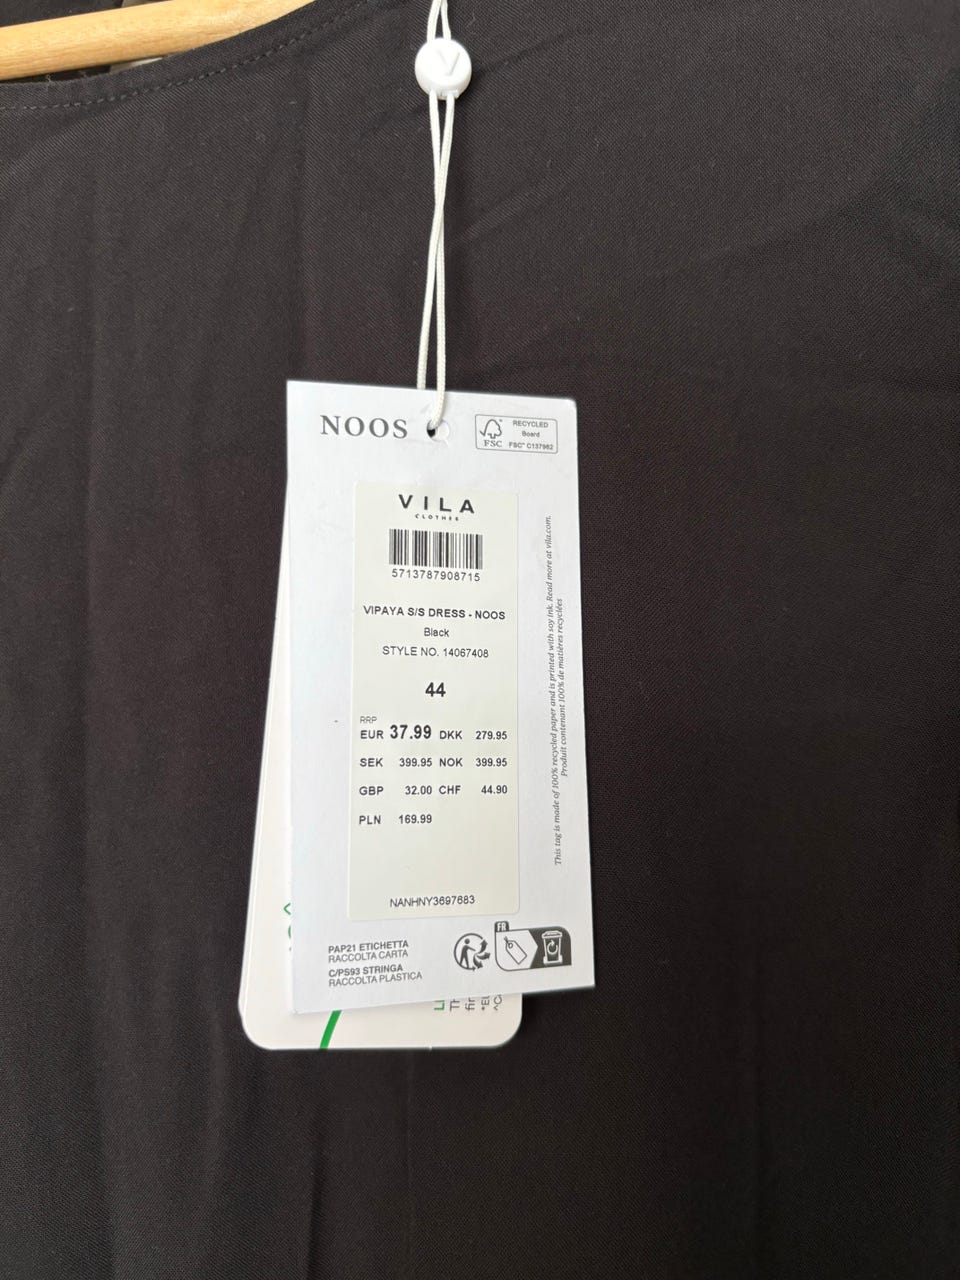 V
NOOS
FSC
RECYCLED
Board
FSC® C137982
VILA
CLOTHES
5713787908715
VIPAYA S/S DRESS - NOOS
Black
STYLE NO. 14067408
44
RRP
EUR 37.99 DKK 279.95
SEK 399.95 NOK 399.95
GBP 32.00 CHF 44.90
PLN 169.99
NANHNY3697683
This tag is made of 100% recycled paper and is printed with soy ink. Read more at vila.com.
Produit contenant 100% de matières recyclées
PAP21 ETICHETTA
RACCOLTA CARTA
C/PS93 STRINGA
RACCOLTA PLASTICA
FR